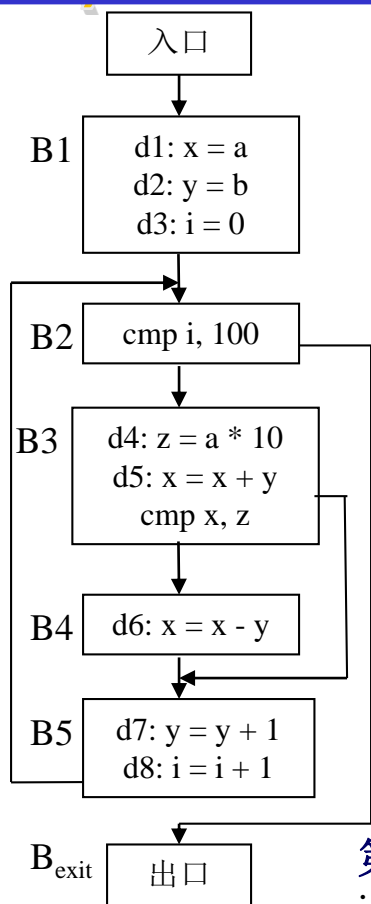 入口
B1
d1: x = a
d2: y = b
d3: i = 0
B2
cmp i, 100
B3
d4: z = a * 10
d5: x = x + y
cmp x, z
B4
d6: x = x - y
B5
d7: y = y + 1
d8: i = i + 1
Bexit
出口
第